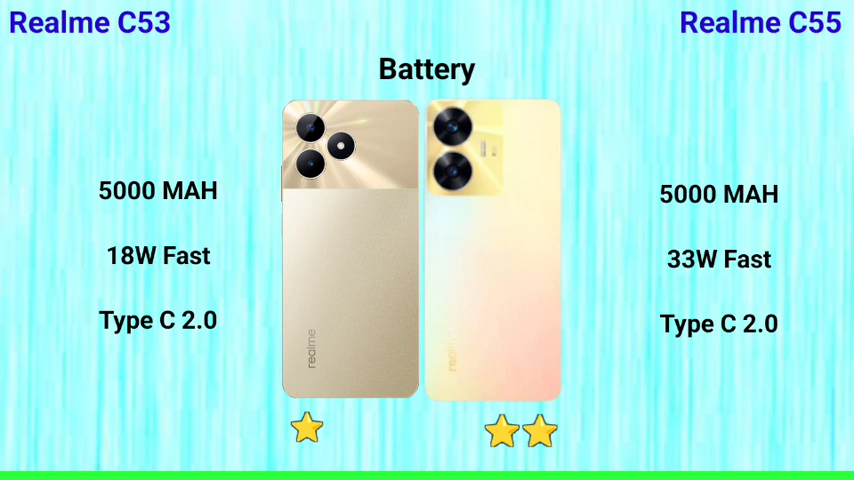 Realme C53
Realme C55
Battery
5000 MAH
18W Fast
Type C 2.0
5000 MAH
33W Fast
Type C 2.0
realme
realme